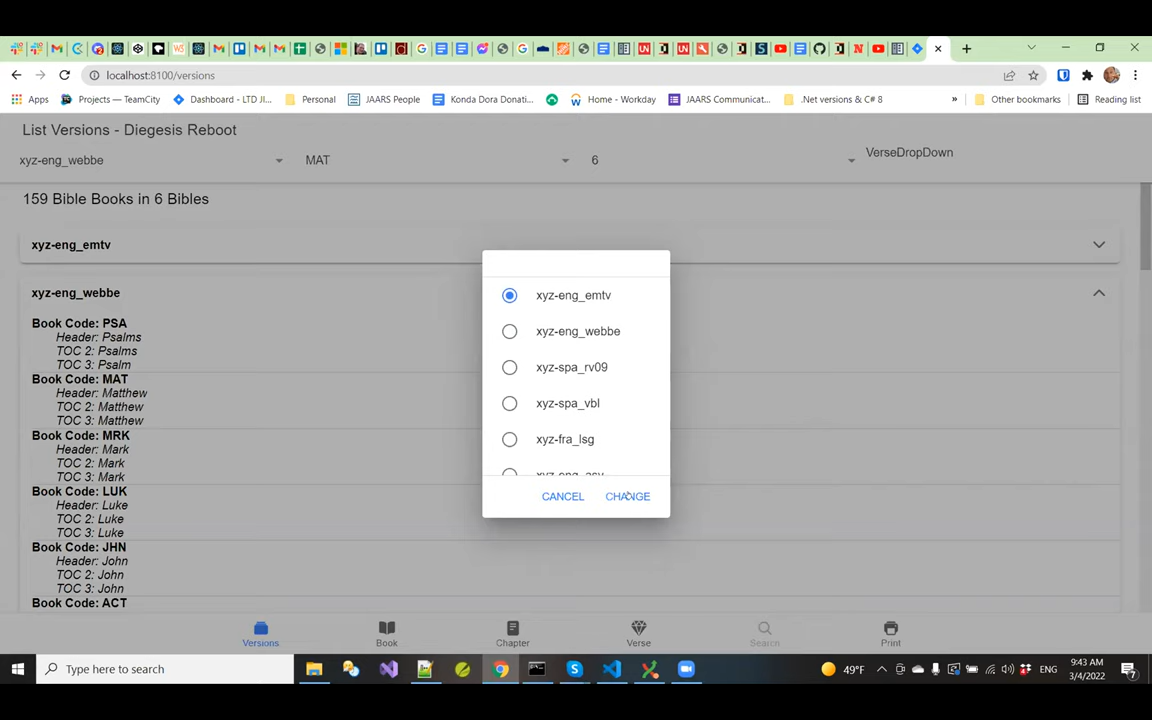 localhost:8100/versions
Apps
Projects — TeamCity
Dashboard - LTD JI...
Personal
JAARS People
Konda Dora Donati...
Home - Workday
JAARS Communicat...
.Net versions & C# 8
»
Other bookmarks
Reading list
List Versions - Diegesis Reboot
xyz-eng_webbe
MAT
6
VerseDropDown
159 Bible Books in 6 Bibles
xyz-eng_emtv
xyz-eng_webbe
Book Code: PSA
Header: Psalms
TOC 2: Psalms
TOC 3: Psalm
Book Code: MAT
Header: Matthew
TOC 2: Matthew
TOC 3: Matthew
Book Code: MRK
Header: Mark
TOC 2: Mark
TOC 3: Mark
Book Code: LUK
Header: Luke
TOC 2: Luke
TOC 3: Luke
Book Code: JHN
Header: John
TOC 2: John
TOC 3: John
Book Code: ACT
xyz-eng_emtv
xyz-eng_webbe
xyz-spa_rv09
xyz-spa_vbl
xyz-fra_lsg
xyz-eng_asv
CANCEL
CHANGE
Versions
Book
Chapter
Verse
Search
Print
Type here to search
49°F
ENG
9:43 AM
3/4/2022
7